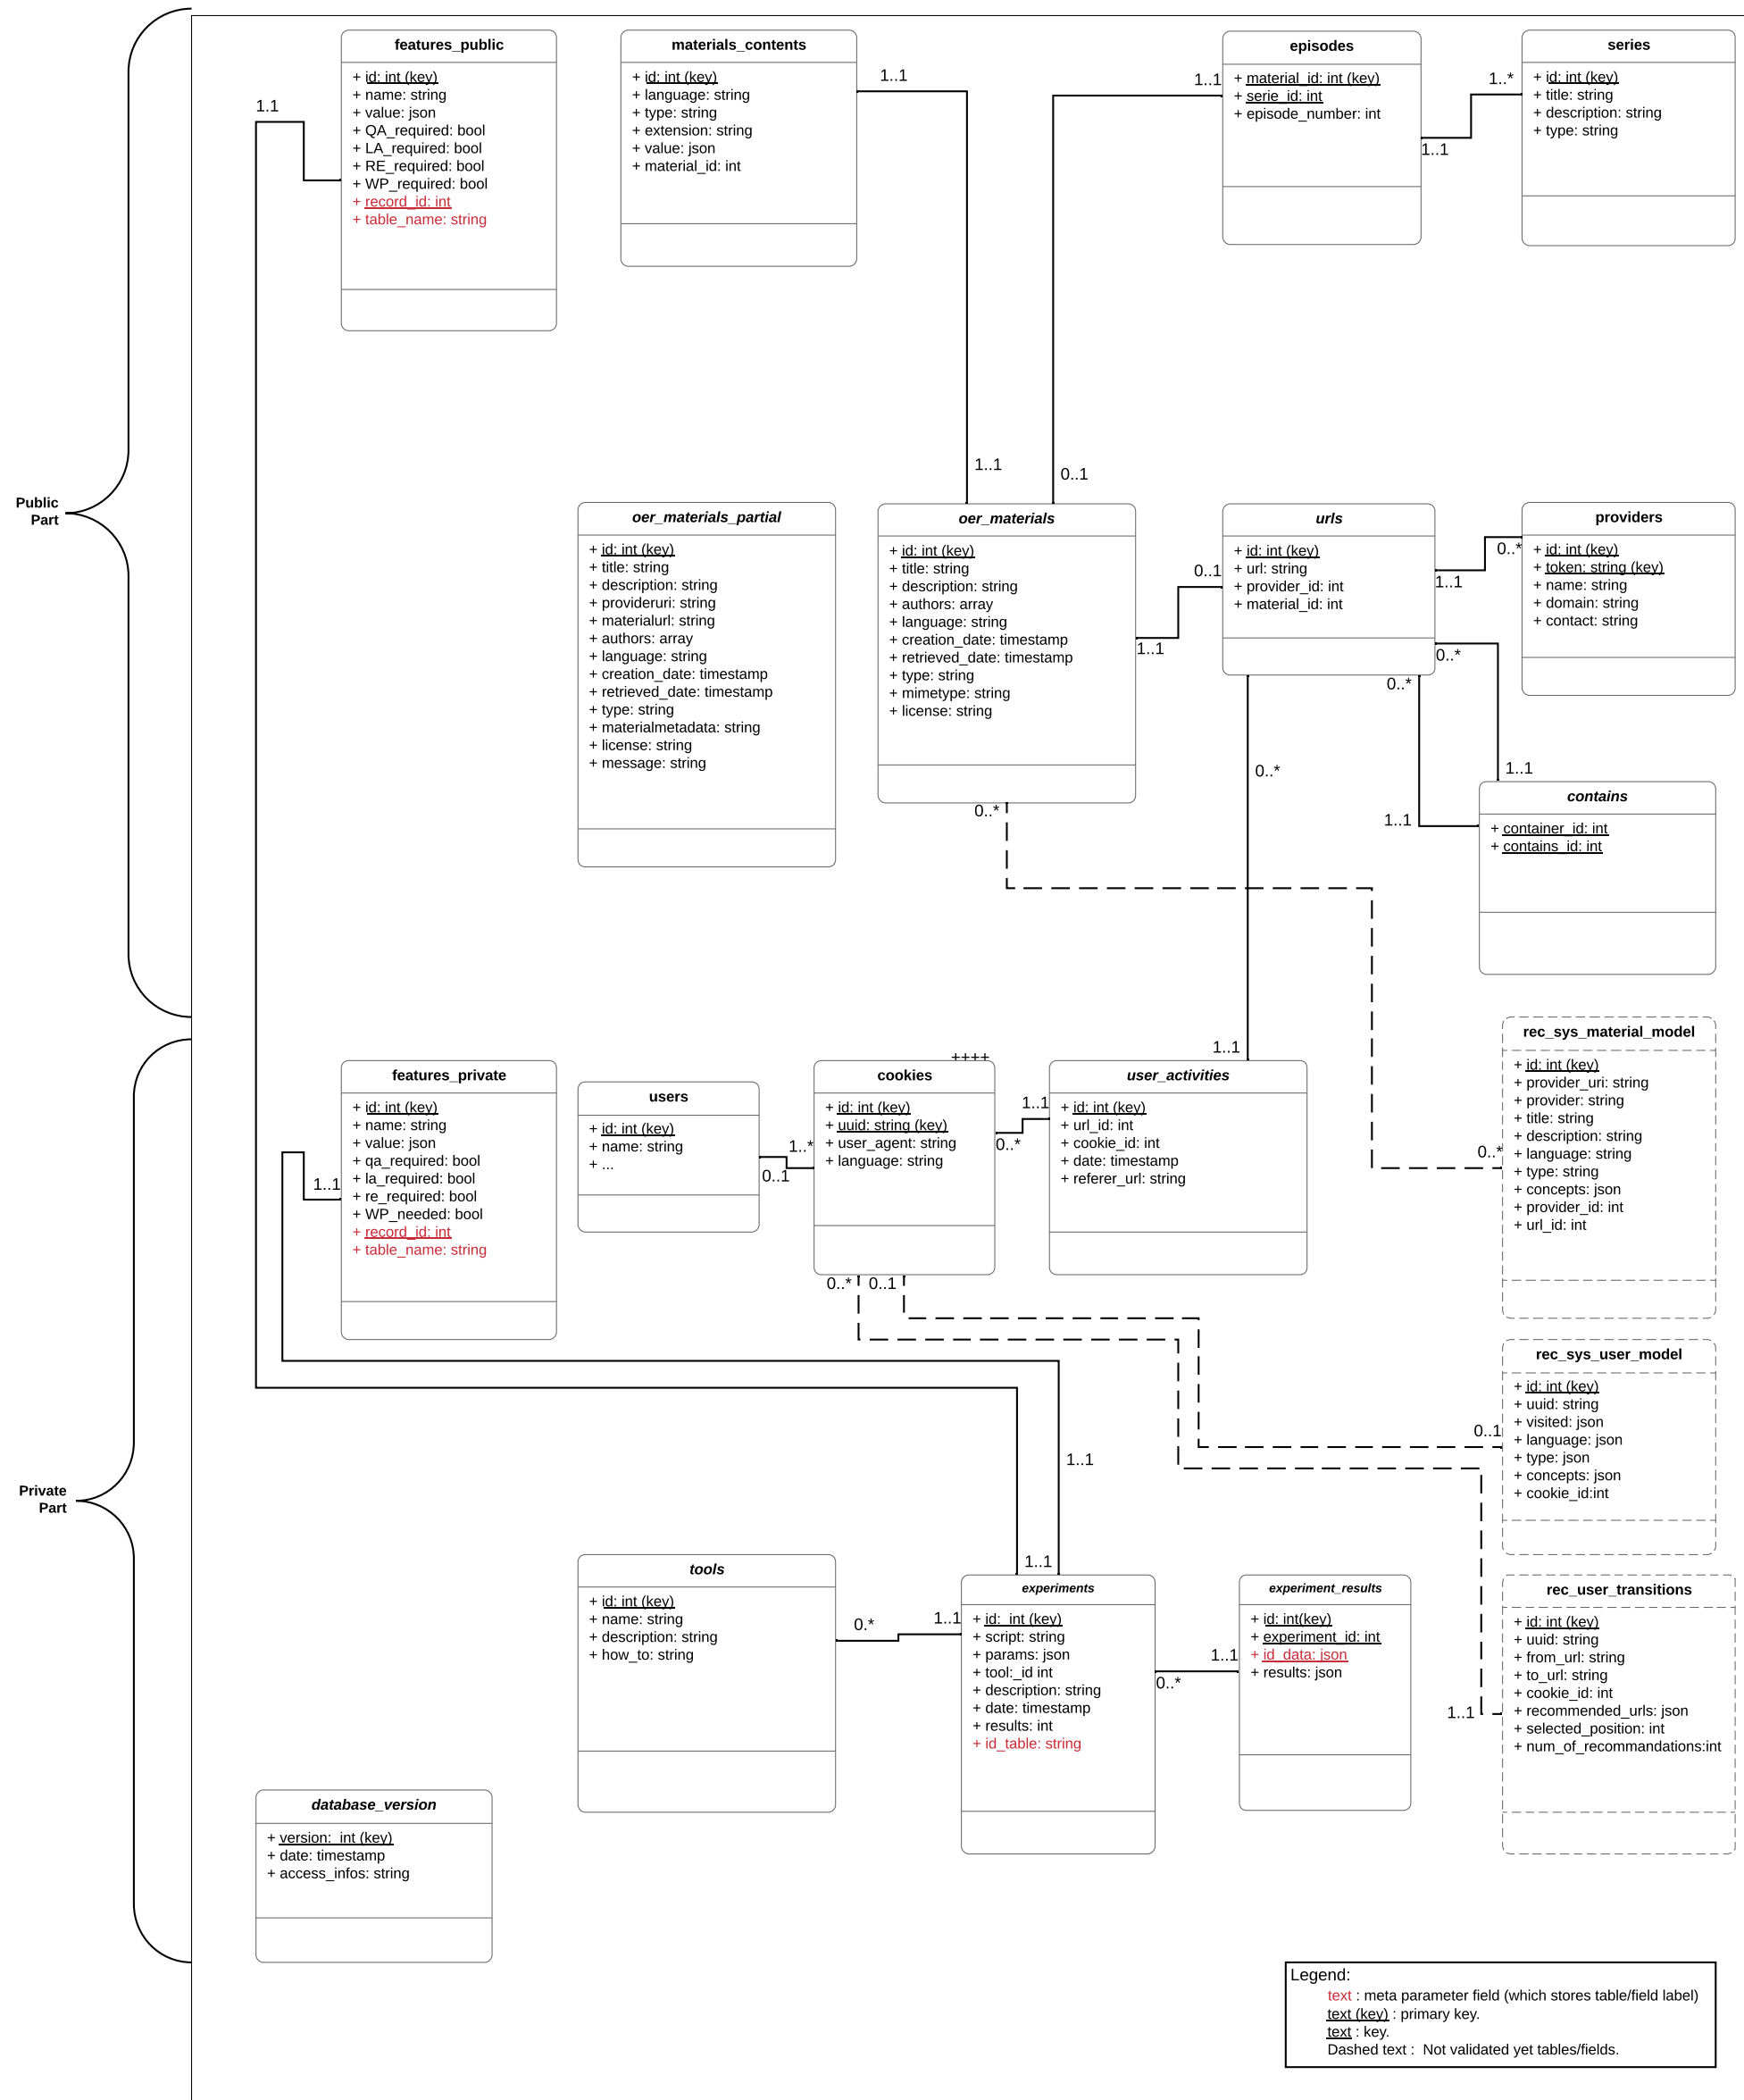 features_public
+ id: int (key)
+ name: string
+ value: json
+ QA_required: bool
+ LA_required: bool
+ RE_required: bool
+ WP_required: bool
+ record_id: int
+ table_name: string
1.1
materials_contents
+ id: int (key)
+ language: string
+ type: string
+ extension: string
+ value: json
+ material_id: int
1..1
1..1
episodes
+ material_id: int (key)
+ serie_id: int
+ episode_number: int
1..1
0..1
1..1
1..*
series
+ id: int (key)
+ title: string
+ description: string
+ type: string
Public
Part
oer_materials_partial
+ id: int (key)
+ title: string
+ description: string
+ provideruri: string
+ materialurl: string
+ authors: array
+ language: string
+ creation_date: timestamp
+ retrieved_date: timestamp
+ type: string
+ materialmetadata: string
+ license: string
+ message: string
oer_materials
+ id: int (key)
+ title: string
+ description: string
+ authors: array
+ language: string
+ creation_date: timestamp
+ retrieved_date: timestamp
+ type: string
+ mimetype: string
+ license: string
0..*
1..1
0..1
urls
+ id: int (key)
+ url: string
+ provider_id: int
+ material_id: int
1..1
0..*
0..*
0..*
0..*
providers
+ id: int (key)
+ token: string (key)
+ name: string
+ domain: string
+ contact: string
1..1
1..1
contains
+ container_id: int
+ contains_id: int
features_private
+ id: int (key)
+ name: string
+ value: json
+ qa_required: bool
+ la_required: bool
+ re_required: bool
+ WP_needed: bool
+ record_id: int
+ table_name: string
1..1
users
+ id: int (key)
+ name: string
+ ...
0..1
1..*
++++
cookies
+ id: int (key)
+ uuid: string (key)
+ user_agent: string
+ language: string
0..*
1..1
0..*
0..1
1..1
user_activities
+ id: int (key)
+ url_id: int
+ cookie_id: int
+ date: timestamp
+ referer_url: string
rec_sys_material_model
+ id: int (key)
+ provider_uri: string
+ provider: string
+ title: string
+ description: string
+ language: string
+ type: string
+ concepts: json
+ provider_id: int
+ url_id: int
0..*
rec_sys_user_model
+ id: int (key)
+ uuid: string
+ visited: json
+ language: json
+ type: json
+ concepts: json
+ cookie_id:int
0..1
Private
Part
1..1
1..1
tools
+ id: int (key)
+ name: string
+ description: string
+ how_to: string
0.*
1..1
experiments
+ id:  int (key)
+ script: string
+ params: json
+ tool:_id int
+ description: string
+ date: timestamp
+ results: int
+ id_table: string
0..*
1..1
experiment_results
+ id: int(key)
+ experiment_id: int
+ id_data: json
+ results: json
rec_user_transitions
+ id: int (key)
+ uuid: string
+ from_url: string
+ to_url: string
+ cookie_id: int
+ recommended_urls: json
+ selected_position: int
+ num_of_recommandations:int
1..1
database_version
+ version:  int (key)
+ date: timestamp
+ access_infos: string
Legend:
text : meta parameter field (which stores table/field label)
text (key) : primary key.
text : key.
Dashed text :  Not validated yet tables/fields.